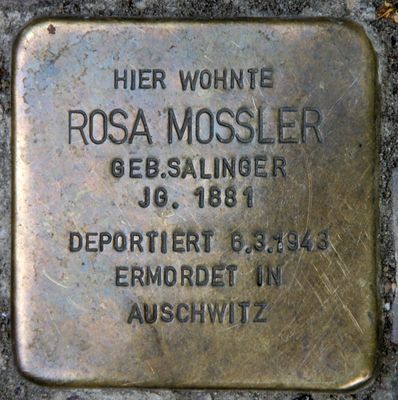 HIER WOHNTE
ROSA MOSSLER
GEB.SALINGER
JG. 1881
DEPORTIERT 6.3.1943
ERMORDET IN
AUSCHWITZ